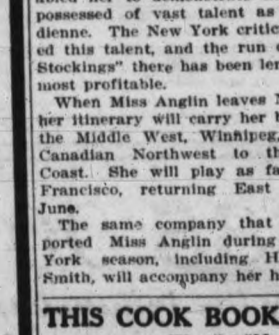 possessed of vast talent as
dienne. The New York critic
ed this talent, and the run
Stockings" there has been
most profitable.
When Miss Anglin leaves
her itinerary will carry her
the Middle West, Winnipeg,
Canadian Northwest to
Coast. She will play as
Francisco, returning East
June.
The same company that
ported Miss Anglin during
York season, including H
Smith, will accompany her
THIS COOK BOOK